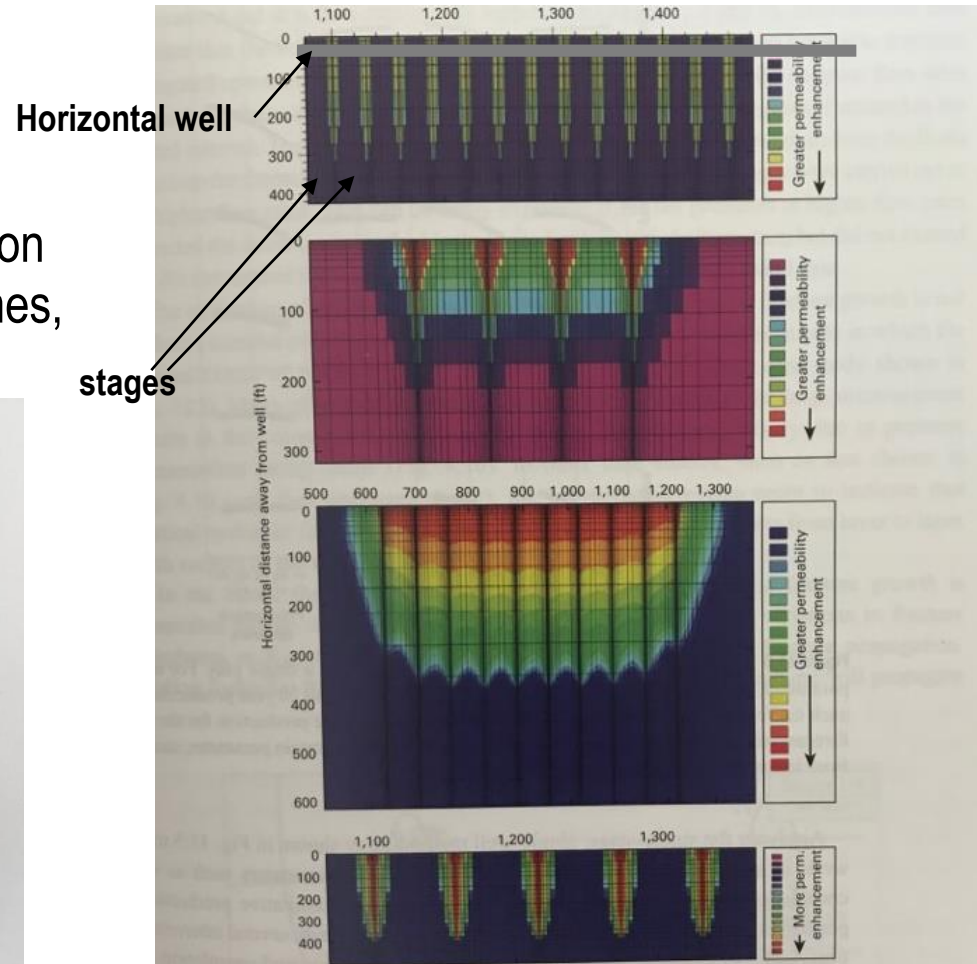 Horizontal well
on
nes,
stages
1,100 1,200 1,300 1,400
0
100
200
300
400
Greater permeability
enhancement
0
100
200
300
Greater permeability
enhancement
Horizontal distance away from well (ft)
500 600 700 800 900 1,000 1,100 1,200 1,300
0
100
200
300
400
500
600
Greater permeability
enhancement
1,100 1,200 1,300
0
100
200
300
400
More perm.
enhancement